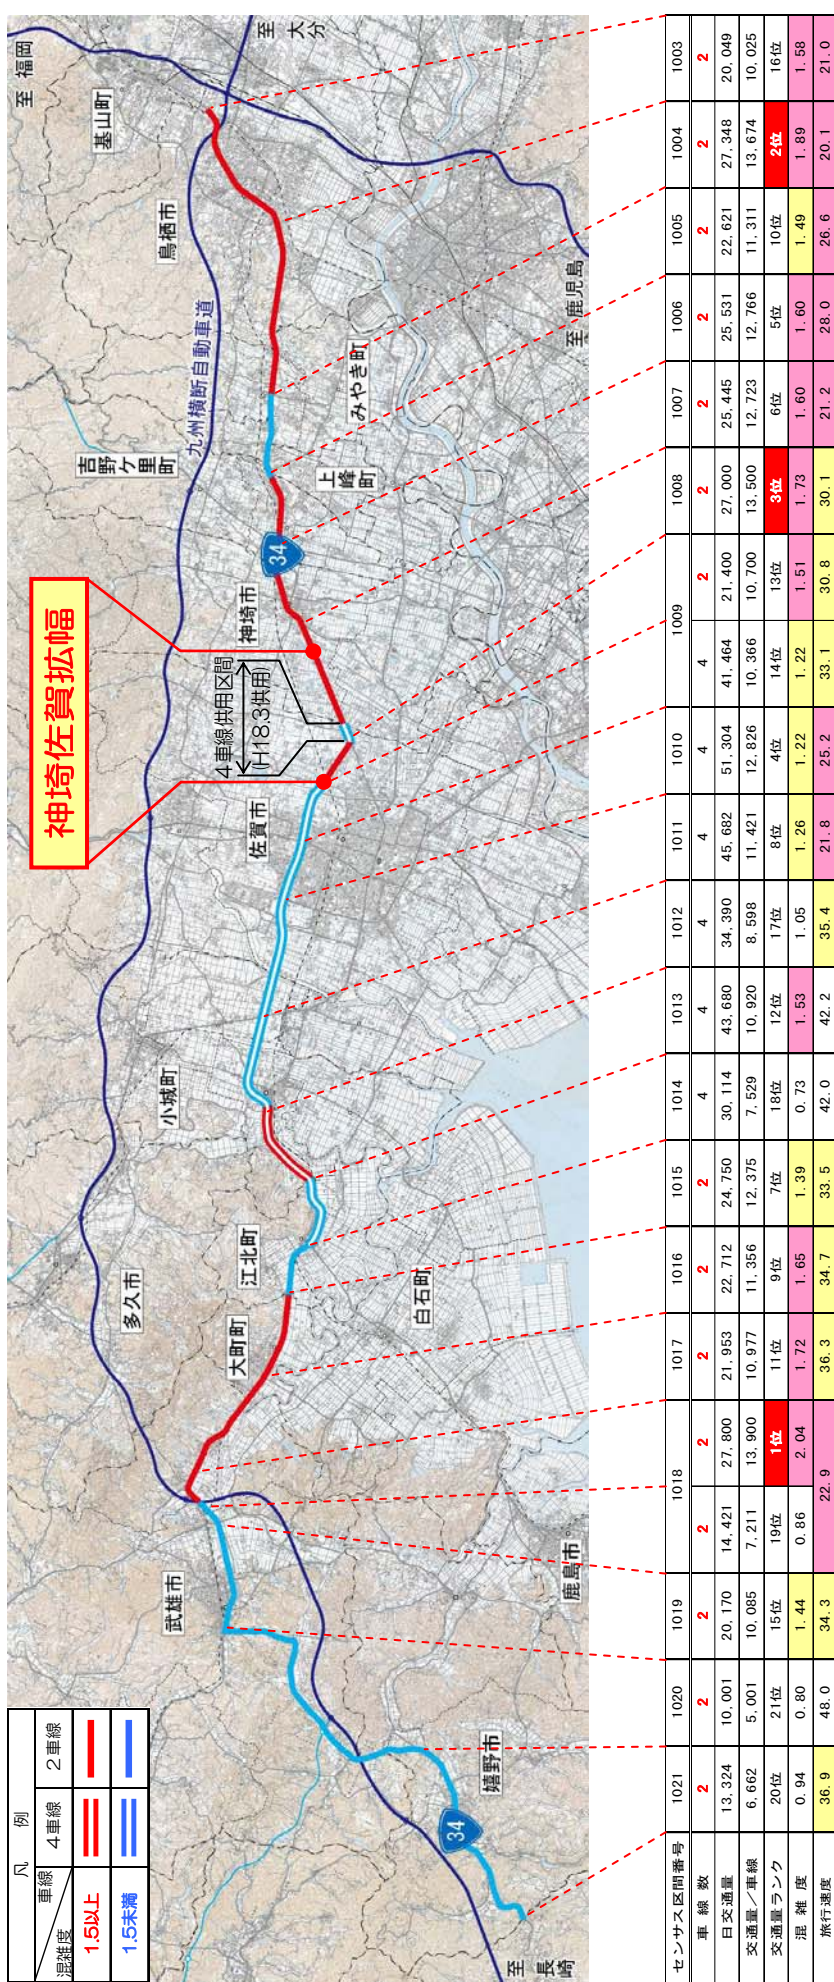 凡 例
混雑度 車線 4車線 2車線
1.5以上
1.5未満
神埼佐賀拡幅
4車線供用区間
(H18.3供用)
九州横断自動車道
至 長崎
嬉野市
武雄市
鹿島市
多久市
大町町
江北町
白石町
小城町
佐賀市
神埼市
吉野ケ里町
上峰町
みやき町
鳥栖市
基山町
至 福岡
至 大分
至 鹿児島
34
34
センサス区間番号 1021 1020 1019 1018 1017 1016 1015 1014 1013 1012 1011 1010 1009 1008 1007 1006 1005 1004 1003
車線数 2 2 2 2 2 2 2 2 4 4 4 4 4 4 2 2 2 2 2 2 2
日交通量 13,324 10,001 20,170 14,421 27,800 21,953 22,712 24,750 30,114 43,680 34,390 45,682 51,304 41,464 21,400 27,000 25,445 25,531 22,621 27,348 20,049
交通量/車線 6,662 5,001 10,085 7,211 13,900 10,977 11,356 12,375 7,529 10,920 8,598 11,421 12,826 10,366 10,700 13,500 12,723 12,766 11,311 13,674 10,025
交通量ランク 20位 21位 15位 19位 1位 11位 9位 7位 18位 12位 17位 8位 4位 14位 13位 3位 6位 5位 10位 2位 16位
混雑度 0.94 0.80 1.44 0.86 2.04 1.72 1.65 1.39 0.73 1.53 1.05 1.26 1.22 1.22 1.51 1.73 1.60 1.60 1.49 1.89 1.58
旅行速度 36.9 48.0 34.3 22.9 36.3 34.7 33.5 42.0 42.2 35.4 21.8 25.2 33.1 30.8 30.1 21.2 28.0 26.6 20.1 21.0